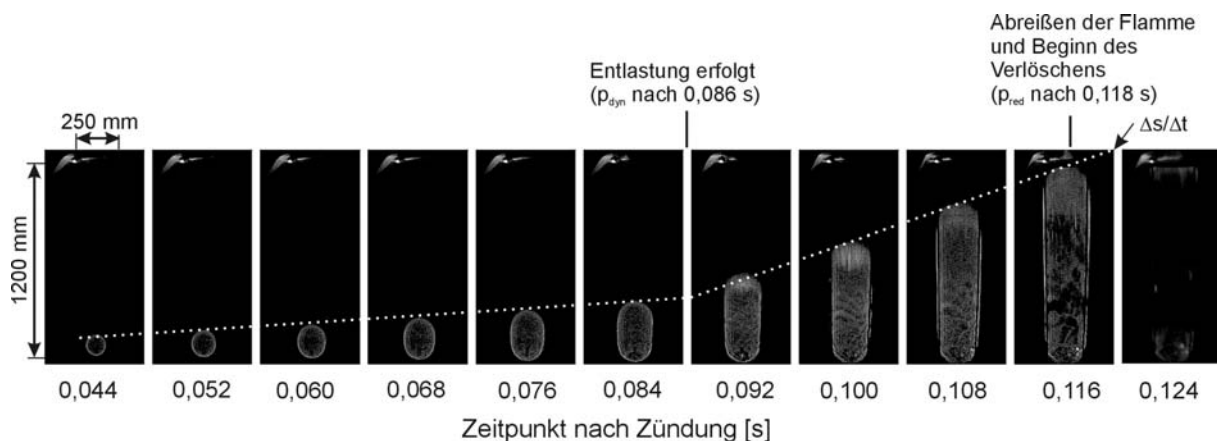 Abreißen der Flamme
und Beginn des
Verlöschens
(p_red nach 0,118 s)
Entlastung erfolgt
(p_dyn nach 0,086 s)
250 mm
Δs/Δt
1200 mm
0,044 0,052 0,060 0,068 0,076 0,084 0,092 0,100 0,108 0,116 0,124
Zeitpunkt nach Zündung [s]